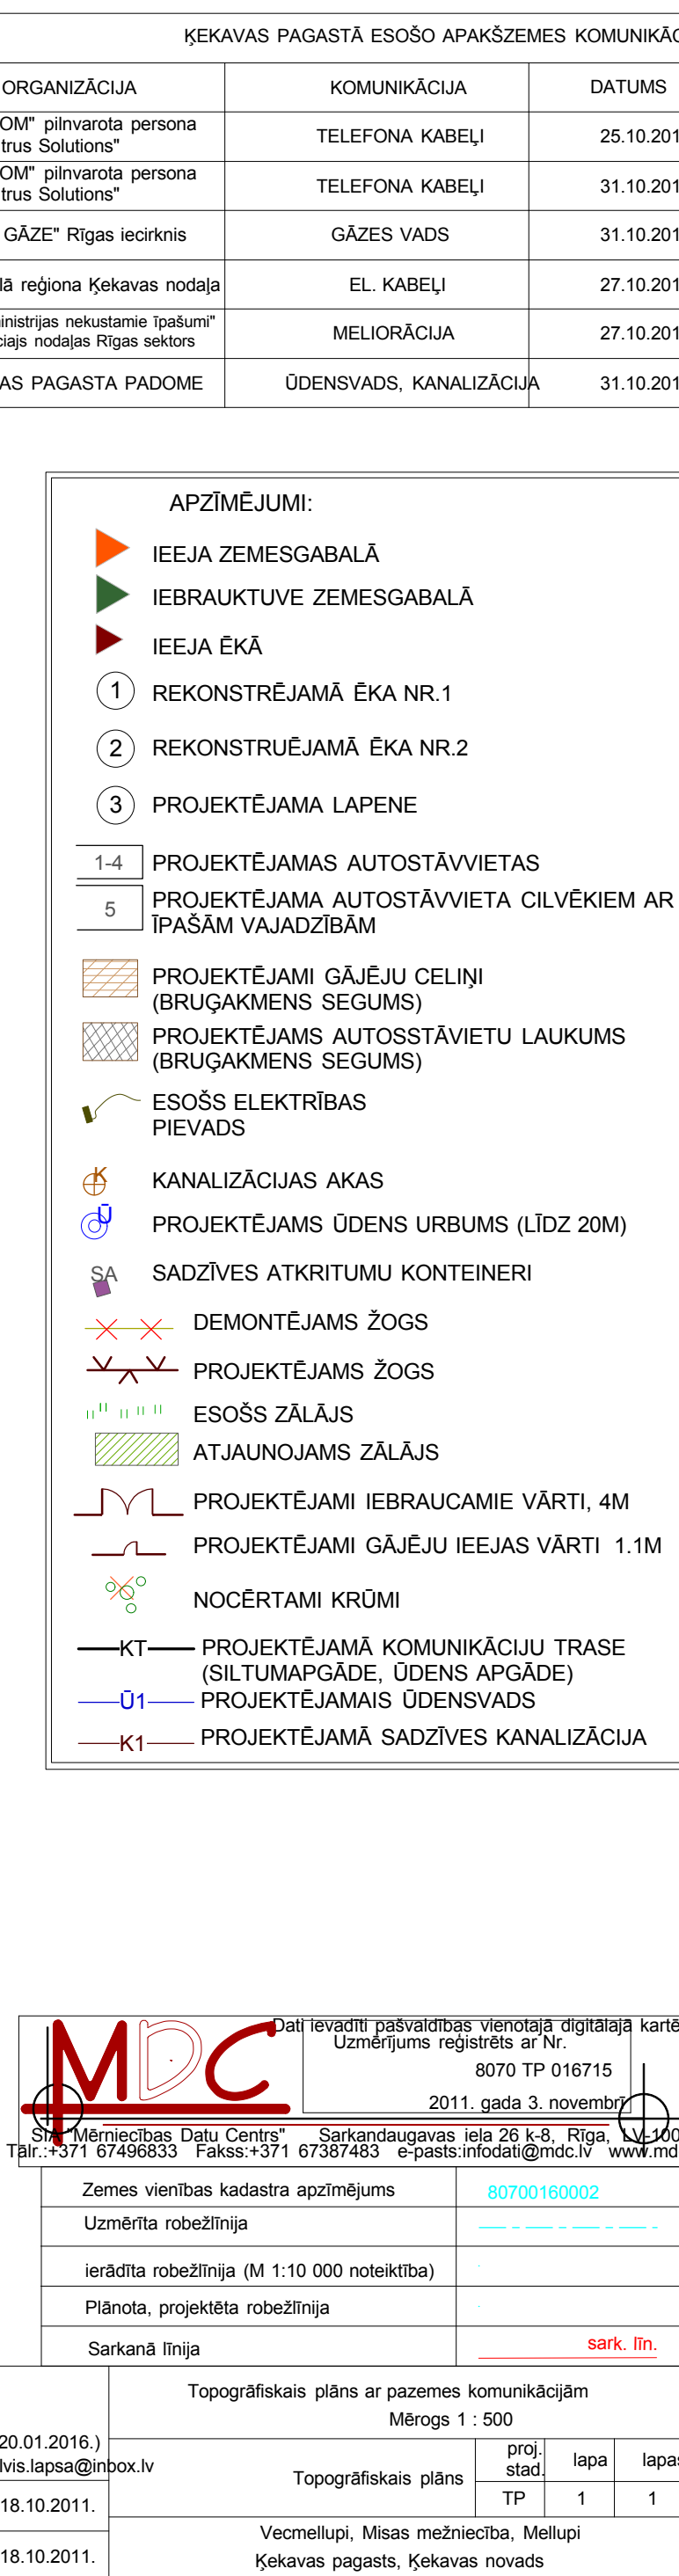 ĶEKAVAS PAGASTĀ ESOŠO APAKŠZEMES KOMUNIKĀC
ORGANIZĀCIJA KOMUNIKĀCIJA DATUMS
OM" pilnvarota persona
trus Solutions" TELEFONA KABEĻI 25.10.201
OM" pilnvarota persona
trus Solutions" TELEFONA KABEĻI 31.10.201
GĀZE" Rīgas iecirknis GĀZES VADS 31.10.201
lā reģiona Ķekavas nodaļa EL. KABEĻI 27.10.201
inistrijas nekustamie īpašumi"
ciajs nodaļas Rīgas sektors MELIORĀCIJA 27.10.201
AS PAGASTA PADOME ŪDENSVADS, KANALIZĀCIJA 31.10.201
APZĪMĒJUMI:
IEEJA ZEMESGABALĀ
IEBRAUKTUVE ZEMESGABALĀ
IEEJA ĒKĀ
1 REKONSTRĒJAMĀ ĒKA NR.1
2 REKONSTRUĒJAMĀ ĒKA NR.2
3 PROJEKTĒJAMA LAPENE
1-4 PROJEKTĒJAMAS AUTOSTĀVVIETAS
5 PROJEKTĒJAMA AUTOSTĀVVIETA CILVĒKIEM AR
ĪPAŠĀM VAJADZĪBĀM
PROJEKTĒJAMI GĀJĒJU CELIŅI
(BRUĢAKMENS SEGUMS)
PROJEKTĒJAMS AUTOSSTĀVIETU LAUKUMS
(BRUĢAKMENS SEGUMS)
ESOŠS ELEKTRĪBAS
PIEVADS
K KANALIZĀCIJAS AKAS
Ū PROJEKTĒJAMS ŪDENS URBUMS (LĪDZ 20M)
SA SADZĪVES ATKRITUMU KONTEINERI
DEMONTĒJAMS ŽOGS
PROJEKTĒJAMS ŽOGS
ESOŠS ZĀLĀJS
ATJAUNOJAMS ZĀLĀJS
PROJEKTĒJAMI IEBRAUCAMIE VĀRTI, 4M
PROJEKTĒJAMI GĀJĒJU IEEJAS VĀRTI 1.1M
NOCĒRTAMI KRŪMI
KT PROJEKTĒJAMĀ KOMUNIKĀCIJU TRASE
(SILTUMAPGĀDE, ŪDENS APGĀDE)
Ū1 PROJEKTĒJAMAIS ŪDENSVADS
K1 PROJEKTĒJAMĀ SADZĪVES KANALIZĀCIJA
MDC
Dati ievadīti pašvaldības vienotajā digitālajā kartē
Uzmērījums reģistrēts ar Nr.
8070 TP 016715
2011. gada 3. novembrī
SIA "Mērniecības Datu Centrs" Sarkandaugavas iela 26 k-8, Rīga, LV-100
Tālr.:+371 67496833 Fakss:+371 67387483 e-pasts:infodati@mdc.lv www.md
Zemes vienības kadastra apzīmējums 80700160002
Uzmērīta robežlīnija
ierādīta robežlīnija (M 1:10 000 noteiktība)
Plānota, projektēta robežlīnija
Sarkanā līnija sark. līn.
Topogrāfiskais plāns ar pazemes komunikācijām
Mērogs 1 : 500
20.01.2016.)
lvis.lapsa@inbox.lv
Topogrāfiskais plāns proj. stad. lapa lapas
TP 1 1
18.10.2011.
Vecmellupi, Misas mežniecība, Mellupi
18.10.2011.
Ķekavas pagasts, Ķekavas novads